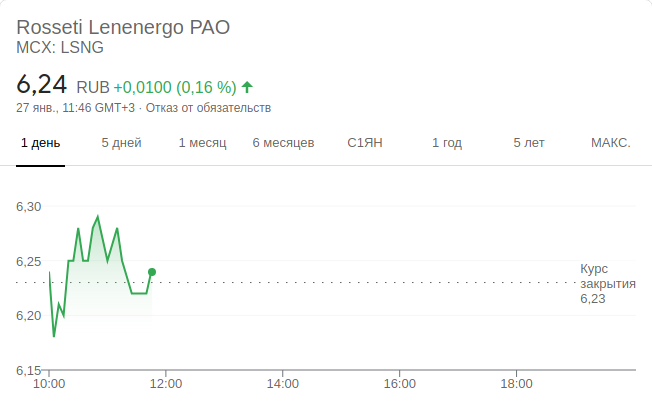 Rosseti Lenenergo PAO
MCX: LSNG
6,24 RUB +0,0100 (0,16 %)
27 янв., 11:46 GMT+3 · Отказ от обязательств
1 день 5 дней 1 месяц 6 месяцев С1ЯН 1 год 5 лет МАКС.
6,30
6,25
Курс
закрытия
6,23
6,20
6,15
10:00 12:00 14:00 16:00 18:00